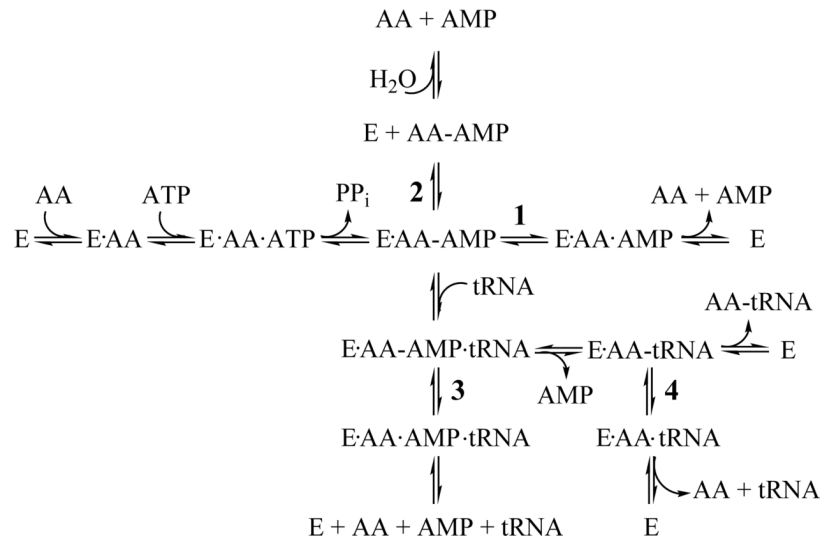 AA + AMP
H₂O
E + AA-AMP
AA ATP PPᵢ 2 1 AA + AMP
E E·AA E·AA·ATP E·AA-AMP E·AA·AMP E
tRNA
AA-tRNA
E·AA-AMP·tRNA E·AA-tRNA E
3 AMP 4
E·AA·AMP·tRNA E·AA·tRNA
AA + tRNA
E + AA + AMP + tRNA E